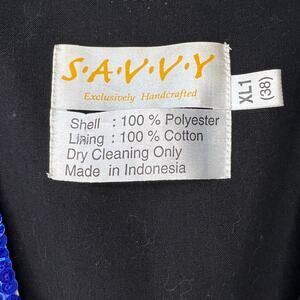 S·A·V·V·Y
Exclusively Handcrafted
Shell : 100 % Polyester
Lining : 100 % Cotton
Dry Cleaning Only
Made in Indonesia
XL1
(38)